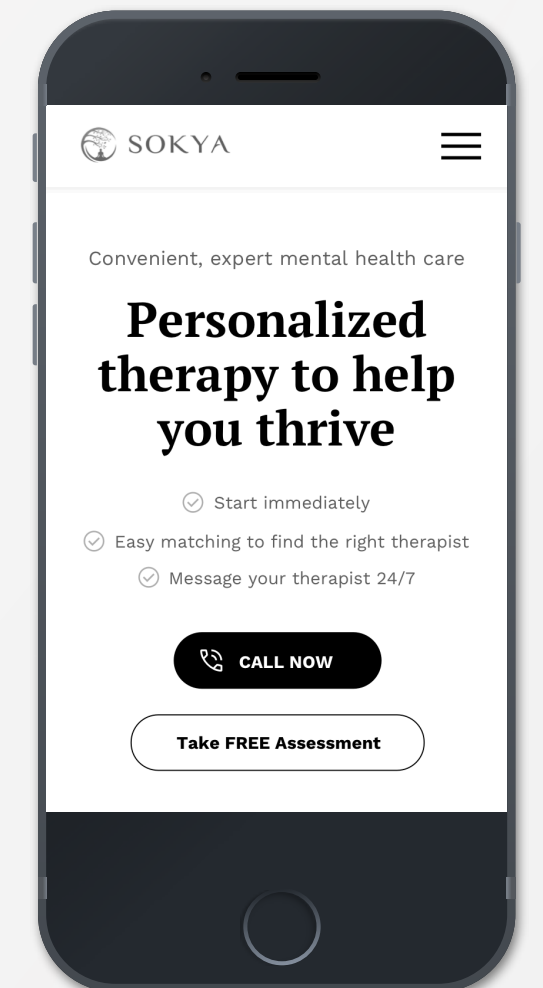 SOKYA
Convenient, expert mental health care
Personalized
therapy to help
you thrive
Start immediately
Easy matching to find the right therapist
Message your therapist 24/7
CALL NOW
Take FREE Assessment